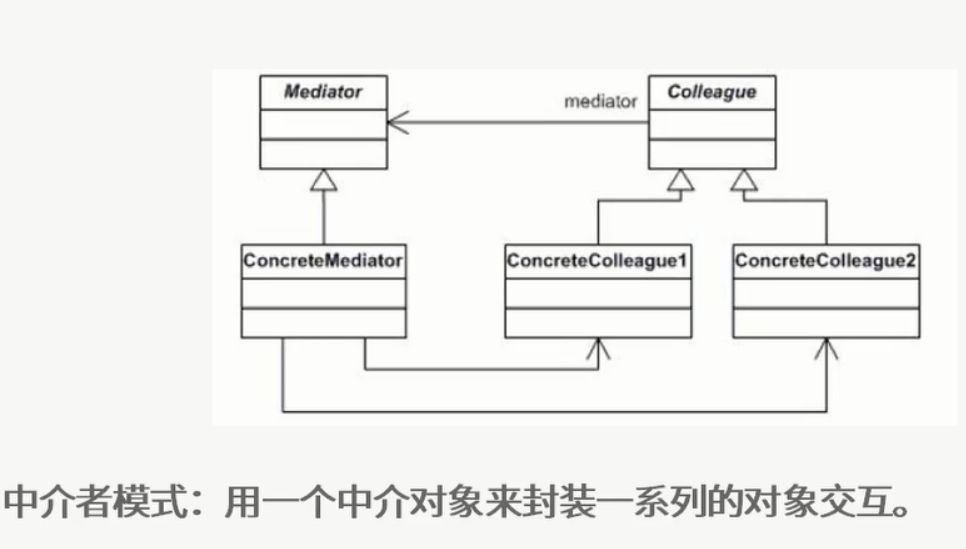 Mediator
mediator
Colleague
ConcreteMediator
ConcreteColleague1
ConcreteColleague2
中介者模式：用一个中介对象来封装一系列的对象交互。